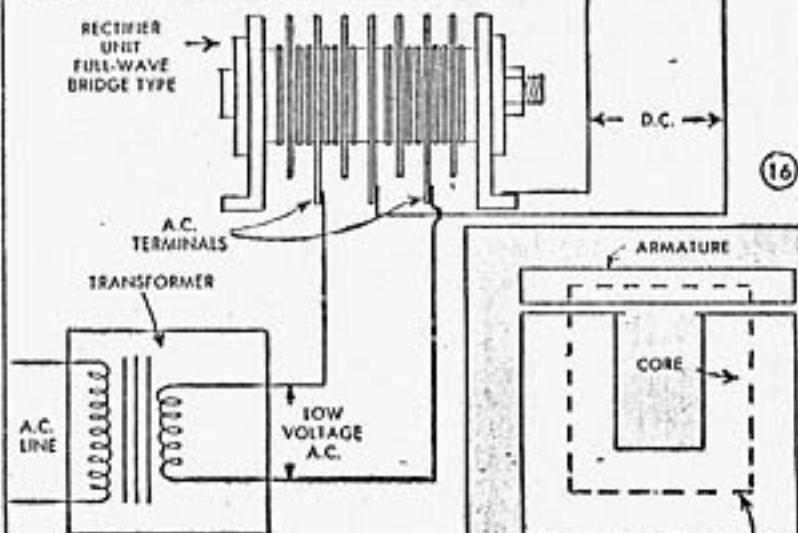 RECTIFIER
UNIT
FULL-WAVE
BRIDGE TYPE
D.C.
16
A.C.
TERMINALS
ARMATURE
TRANSFORMER
CORE
A.C.
LINE
LOW
VOLTAGE
A.C.